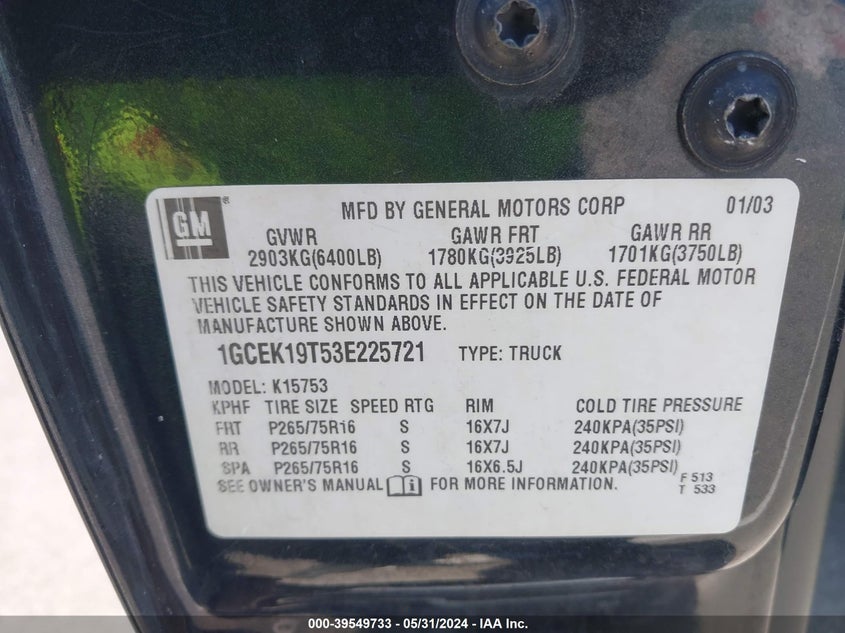 GM ® MFD BY GENERAL MOTORS CORP 01/03
GVWR GAWR FRT GAWR RR
2903KG(6400LB) 1780KG(3925LB) 1701KG(3750LB)
THIS VEHICLE CONFORMS TO ALL APPLICABLE U.S. FEDERAL MOTOR
VEHICLE SAFETY STANDARDS IN EFFECT ON THE DATE OF
MANUFACTURE SHOWN ABOVE.
1GCEK19T53E225721 TYPE: TRUCK
MODEL: K15753
KPHF TIRE SIZE SPEED RTG RIM COLD TIRE PRESSURE
FRT P265/75R16 S 16X7J 240KPA(35PSI)
RR P265/75R16 S 16X7J 240KPA(35PSI)
SPA P265/75R16 S 16X6.5J 240KPA(35PSI)
SEE OWNER'S MANUAL FOR MORE INFORMATION. F 513
T 533
000-39549733 - 05/31/2024 - IAA Inc.